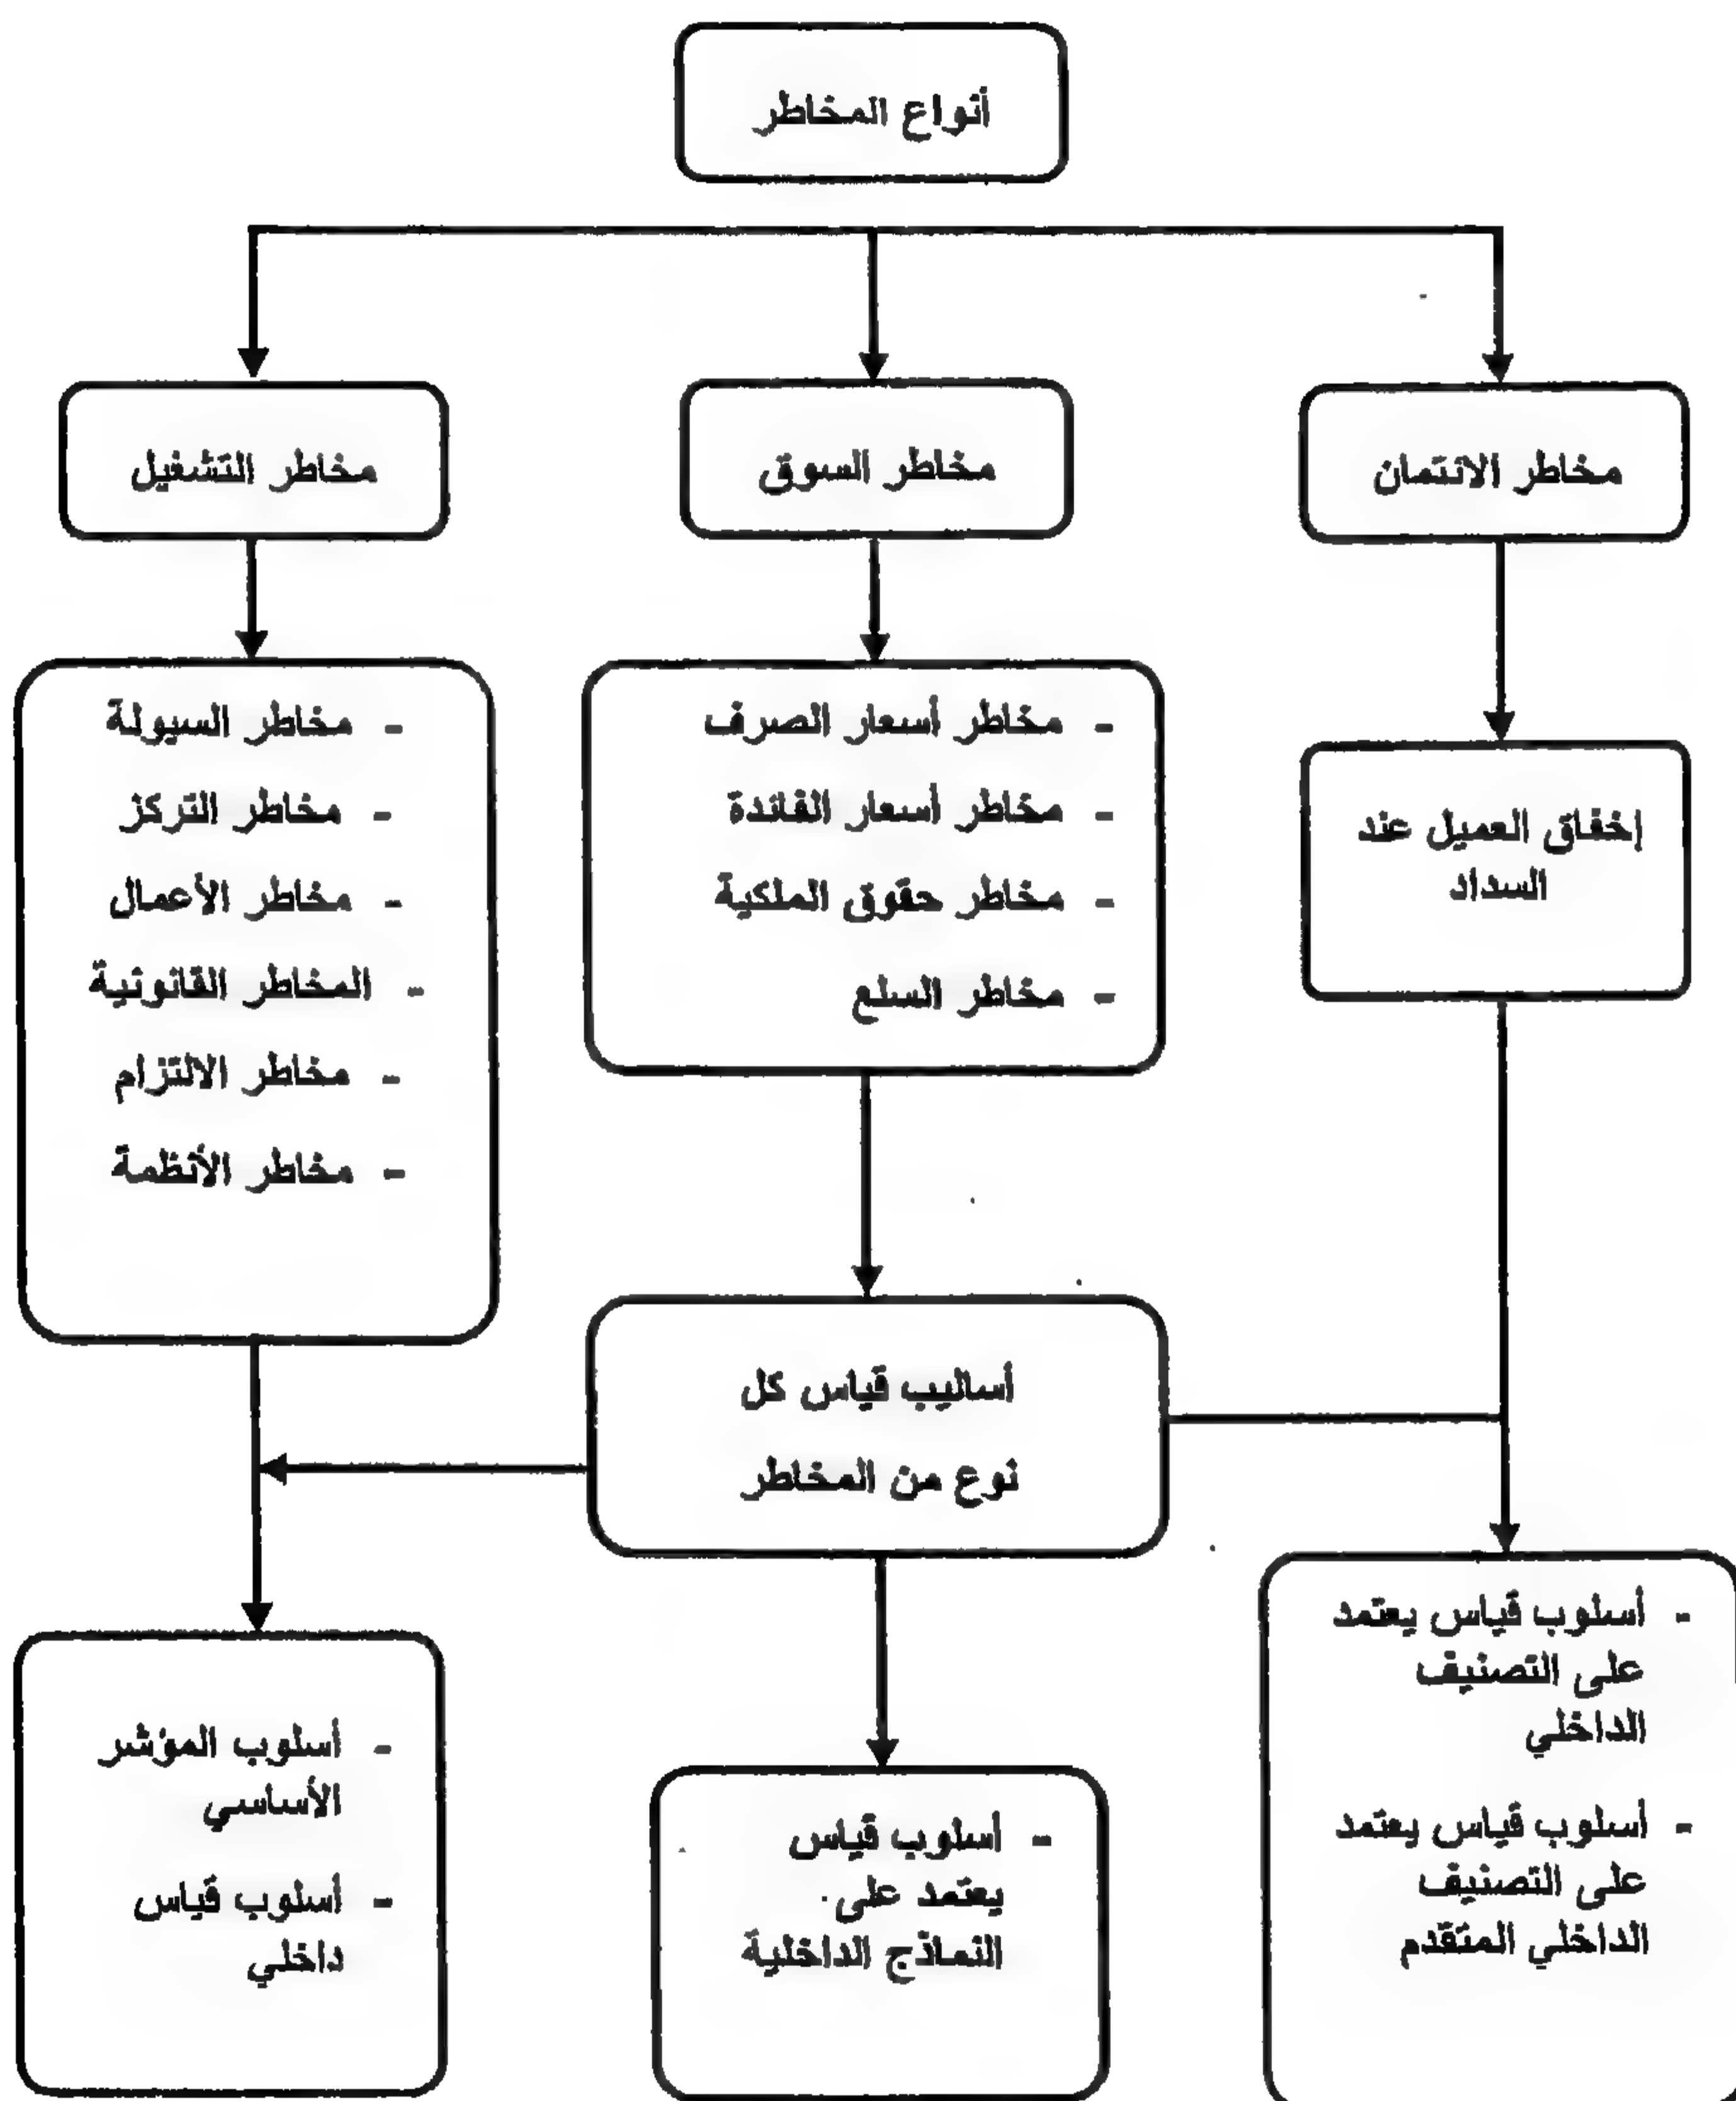 أنواع المخاطر
مخاطر الائتمان
مخاطر السوق
مخاطر التشغيل
إخفاق العميل عند
السداد
- مخاطر أسعار الصرف
- مخاطر أسعار الفائدة
- مخاطر حقوق الملكية
- مخاطر السلع
- مخاطر السيولة
- مخاطر التركز
- مخاطر الأعمال
- المخاطر القانونية
- مخاطر الالتزام
- مخاطر الأنظمة
أساليب قياس كل
نوع من المخاطر
- أسلوب قياس يعتمد
على التصنيف
الداخلي
- أسلوب قياس يعتمد
على التصنيف
الداخلي المتقدم
- أسلوب قياس
يعتمد على
النماذج الداخلية
- أسلوب المؤشر
الأساسي
- أسلوب قياس
داخلي